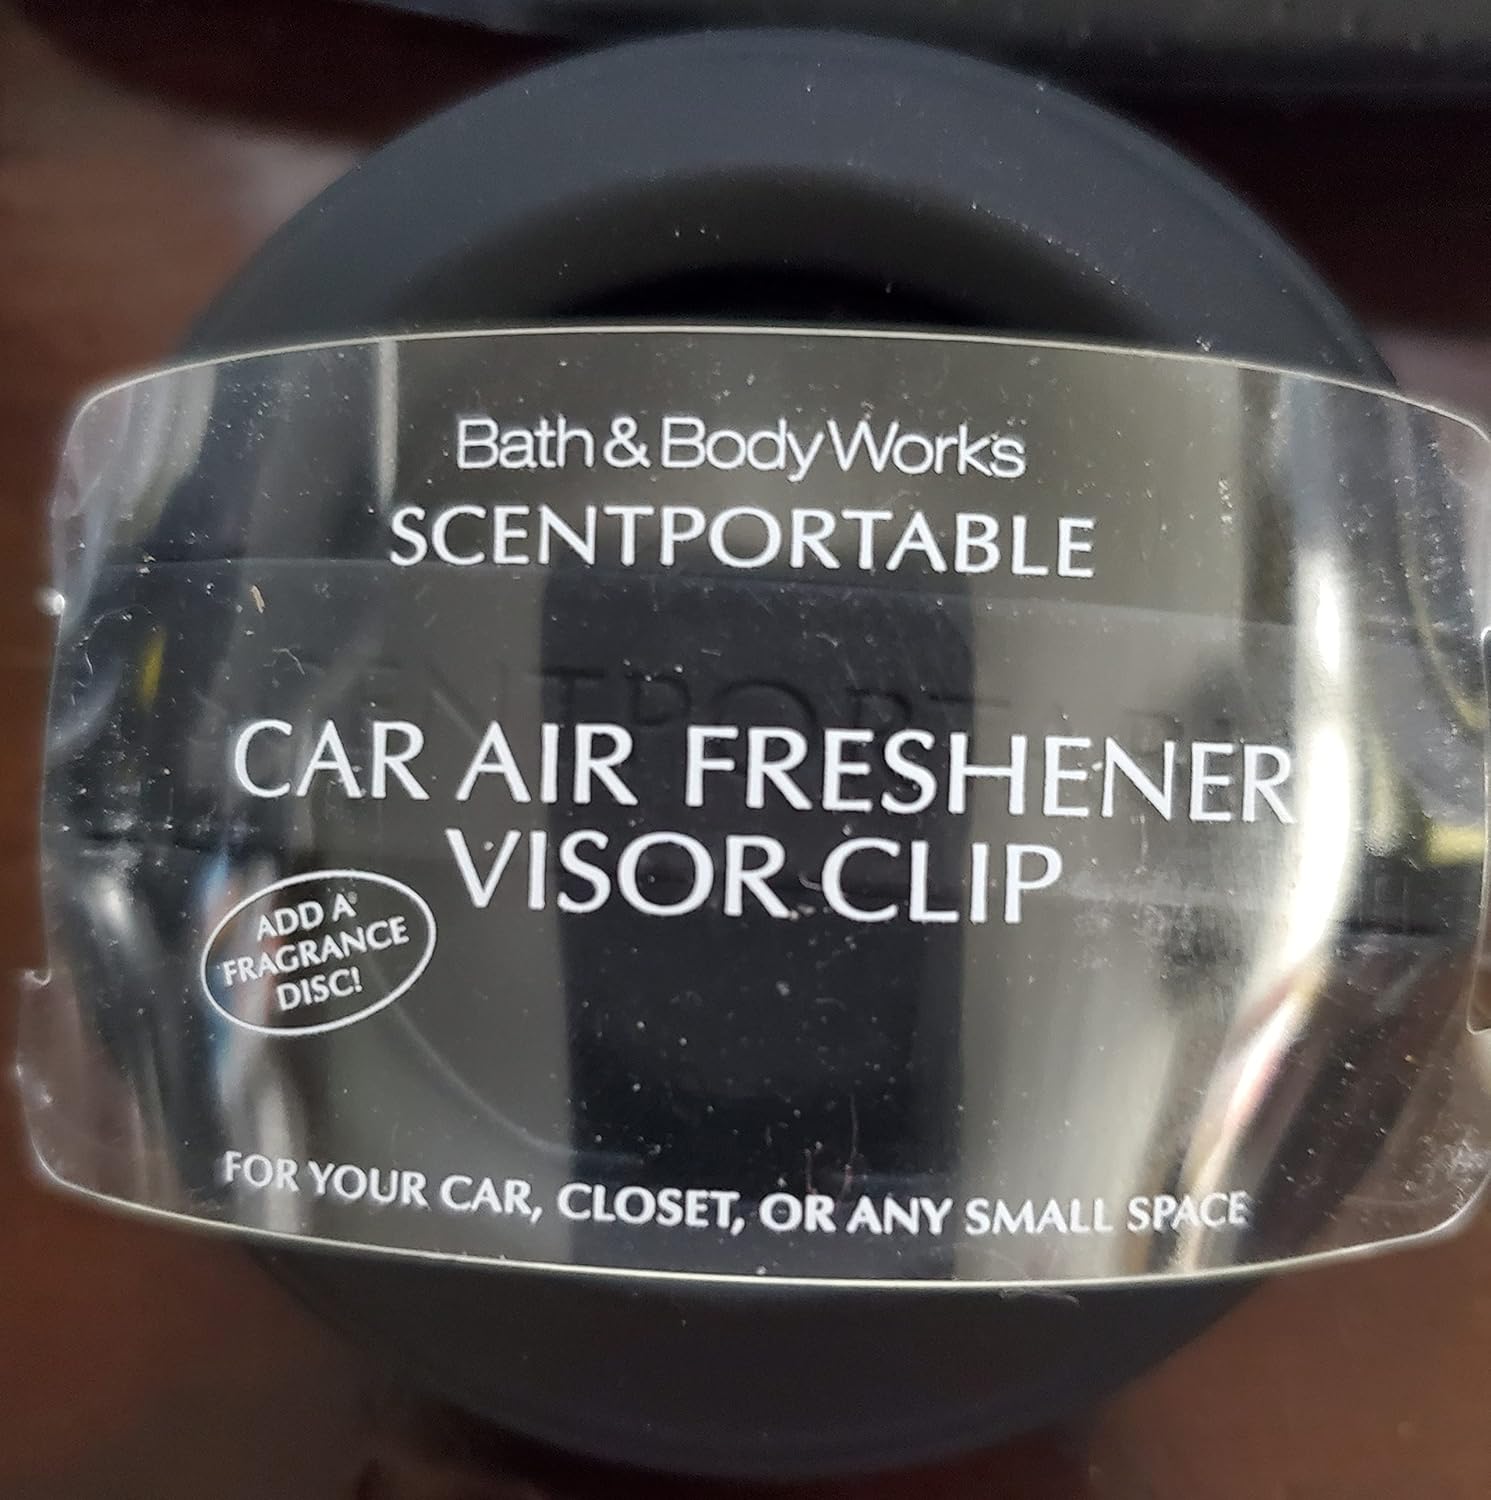 Bath & Body Works
SCENTPORTABLE
CAR AIR FRESHENER
VISOR CLIP
ADD A
FRAGRANCE
DISC!
FOR YOUR CAR, CLOSET, OR ANY SMALL SPACE